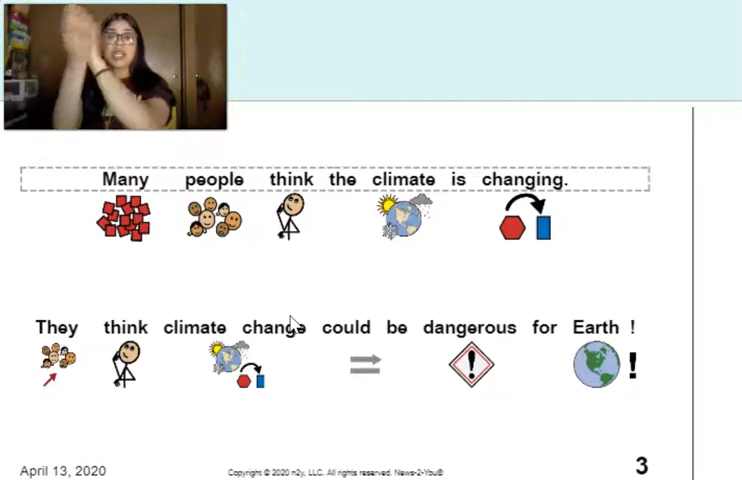 Many people think the climate is changing.
They think climate change could be dangerous for Earth !
April 13, 2020 Copyright © 2020 n2y, LLC. All rights reserved. News-2-You® 3